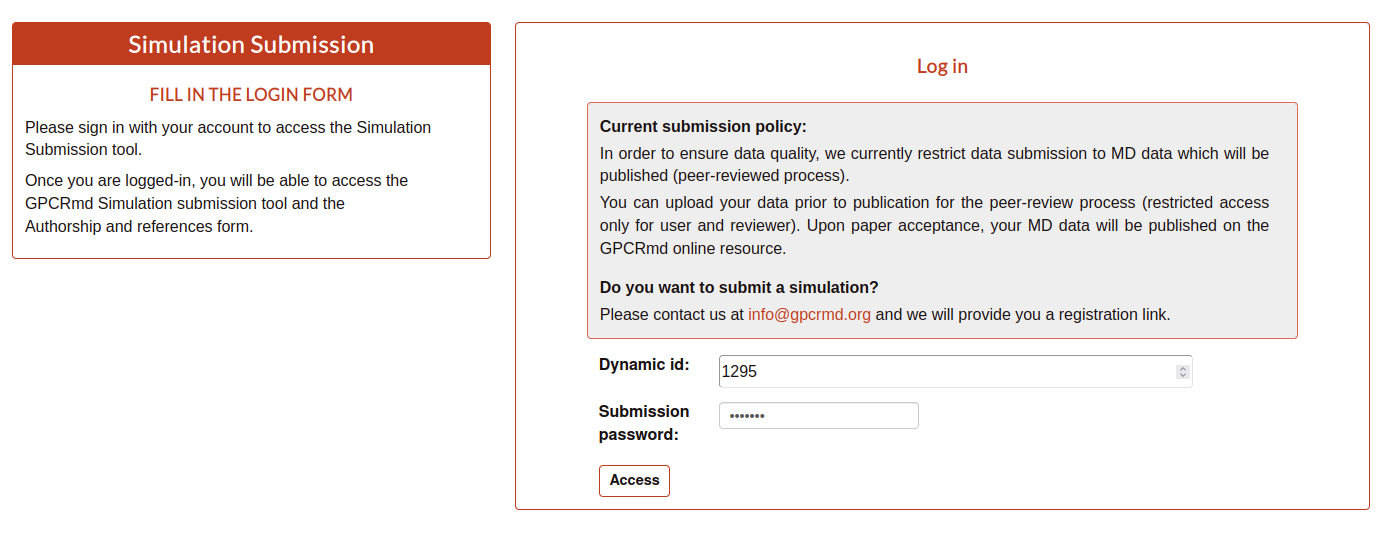 Simulation Submission
FILL IN THE LOGIN FORM
Please sign in with your account to access the Simulation
Submission tool.
Once you are logged-in, you will be able to access the
GPCRmd Simulation submission tool and the
Authorship and references form.
Log in
Current submission policy:
In order to ensure data quality, we currently restrict data submission to MD data which will be
published (peer-reviewed process).
You can upload your data prior to publication for the peer-review process (restricted access
only for user and reviewer). Upon paper acceptance, your MD data will be published on the
GPCRmd online resource.
Do you want to submit a simulation?
Please contact us at info@gpcrmd.org and we will provide you a registration link.
Dynamic id:
1295
Submission
password:
•••••••
Access